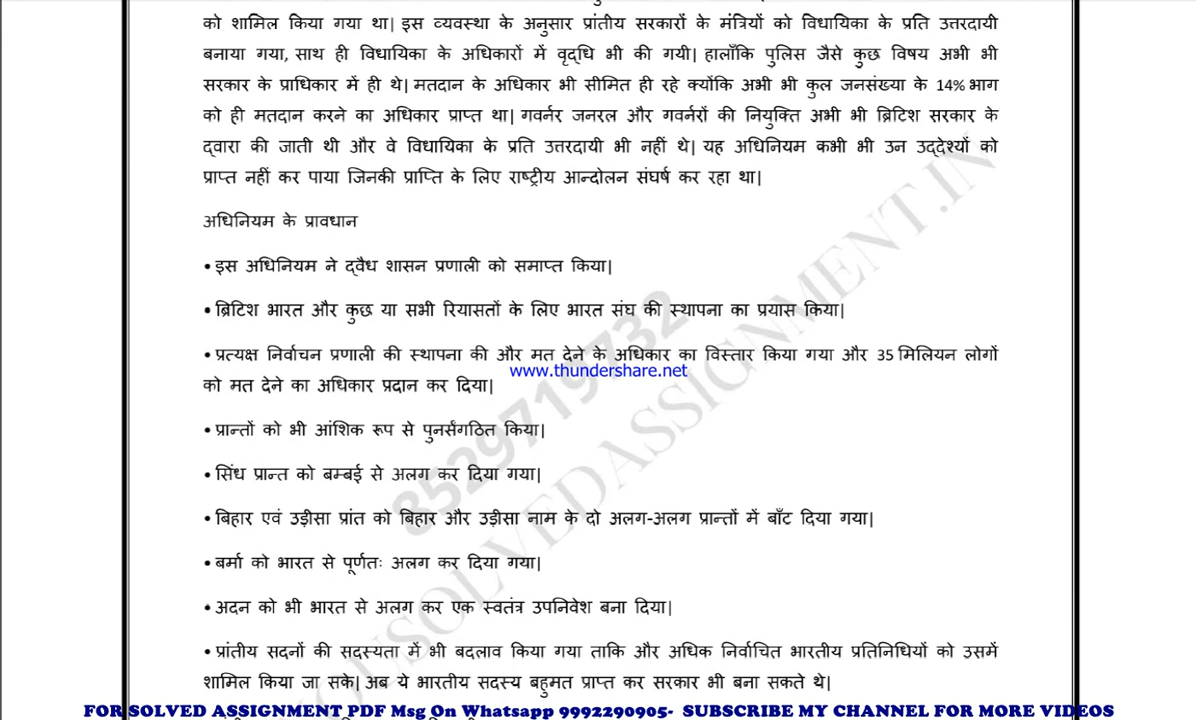 को शामिल किया गया था| इस व्यवस्था के अनुसार प्रांतीय सरकारों के मंत्रियों को विधायिका के प्रति उत्तरदायी
बनाया गया, साथ ही विधायिका के अधिकारों में वृद्धि भी की गयी| हालाँकि पुलिस जैसे कुछ विषय अभी भी
सरकार के प्राधिकार में ही थे| मतदान के अधिकार भी सीमित ही रहे क्योंकि अभी भी कुल जनसंख्या के 14% भाग
को ही मतदान करने का अधिकार प्राप्त था| गवर्नर जनरल और गवर्नरों की नियुक्ति अभी भी ब्रिटिश सरकार के
द्वारा की जाती थी और वे विधायिका के प्रति उत्तरदायी भी नहीं थे| यह अधिनियम कभी भी उन उद्देश्यों को
प्राप्त नहीं कर पाया जिनकी प्राप्ति के लिए राष्ट्रीय आन्दोलन संघर्ष कर रहा था|
अधिनियम के प्रावधान
• इस अधिनियम ने द्वैध शासन प्रणाली को समाप्त किया|
• ब्रिटिश भारत और कुछ या सभी रियासतों के लिए भारत संघ की स्थापना का प्रयास किया|
• प्रत्यक्ष निर्वाचन प्रणाली की स्थापना की और मत देने के अधिकार का विस्तार किया गया और 35 मिलियन लोगों
www.thundershare.net
को मत देने का अधिकार प्रदान कर दिया|
• प्रान्तों को भी आंशिक रूप से पुनर्संगठित किया|
• सिंध प्रान्त को बम्बई से अलग कर दिया गया|
• बिहार एवं उड़ीसा प्रांत को बिहार और उड़ीसा नाम के दो अलग-अलग प्रान्तों में बाँट दिया गया|
• बर्मा को भारत से पूर्णतः अलग कर दिया गया|
• अदन को भी भारत से अलग कर एक स्वतंत्र उपनिवेश बना दिया|
• प्रांतीय सदनों की सदस्यता में भी बदलाव किया गया ताकि और अधिक निर्वाचित भारतीय प्रतिनिधियों को उसमें
शामिल किया जा सके| अब ये भारतीय सदस्य बहुमत प्राप्त कर सरकार भी बना सकते थे|
8529719732
OUSOLVEDASSIGNMENT.IN
FOR SOLVED ASSIGNMENT PDF Msg On Whatsapp 9992290905- SUBSCRIBE MY CHANNEL FOR MORE VIDEOS